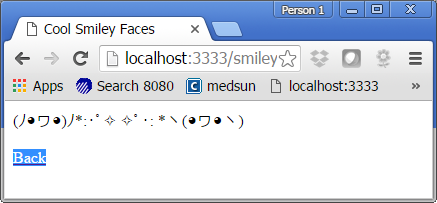 Person 1
Cool Smiley Faces
localhost:3333/smiley
Apps Search 8080 C medsun localhost:3333 »
(ﾉ◕ヮ◕)ﾉ*:･ﾟ✧ ✧ﾟ･: *ヽ(◕ヮ◕ヽ)
Back